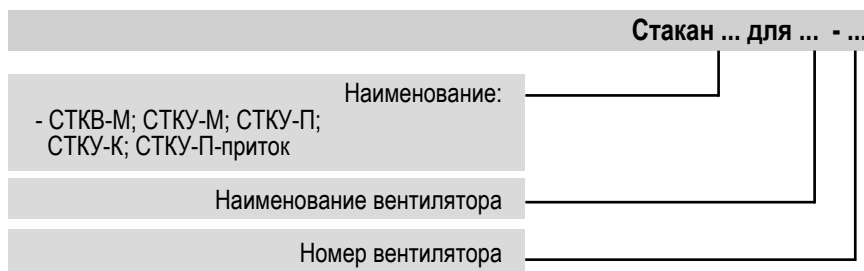 Стакан ... для ... - ...
Наименование:
- СТКВ-М; СТКУ-М; СТКУ-П;
СТКУ-К; СТКУ-П-приток
Наименование вентилятора
Номер вентилятора